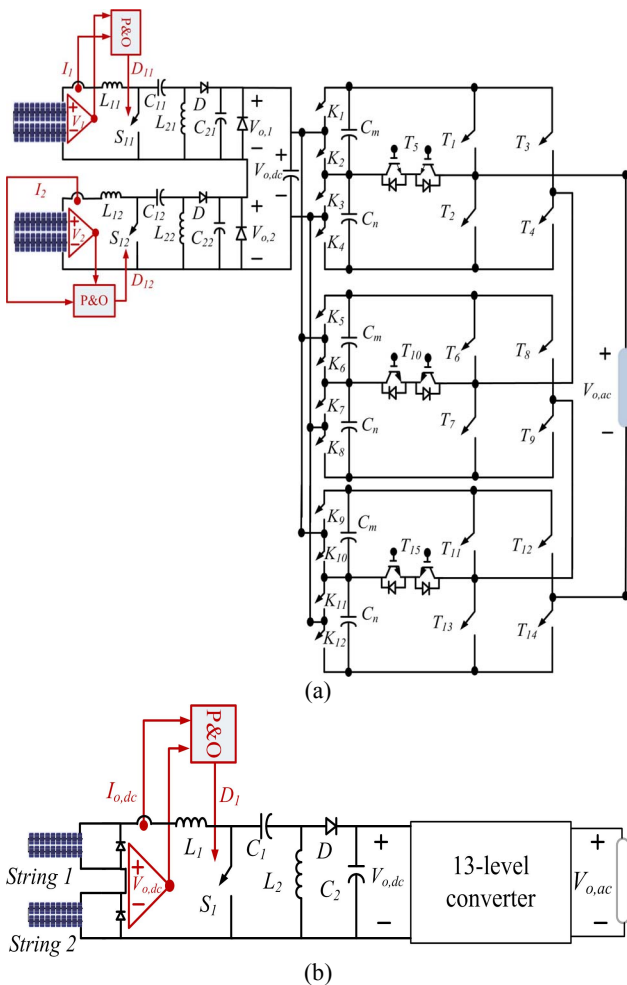 P&O
I1
D11
+
V1
−
L11
C11
D
S11
L21
C21
+
Vo,1
−
+
Vo,dc
−
I2
L12
C12
D
+
V2
−
S12
L22
C22
+
Vo,2
−
D12
P&O
K1
Cm
K2
T5
T1
T3
K3
Cn
K4
T2
T4
K5
Cm
K6
T10
T6
T8
K7
Cn
K8
T7
T9
+
Vo,ac
−
K9
Cm
K10
T15
T11
T12
K11
Cn
K12
T13
T14
(a)
P&O
Io,dc
D1
L1
C1
D
String 1
+
Vo,dc
−
S1
L2
C2
+
Vo,dc
−
13-level
converter
+
Vo,ac
−
String 2
(b)